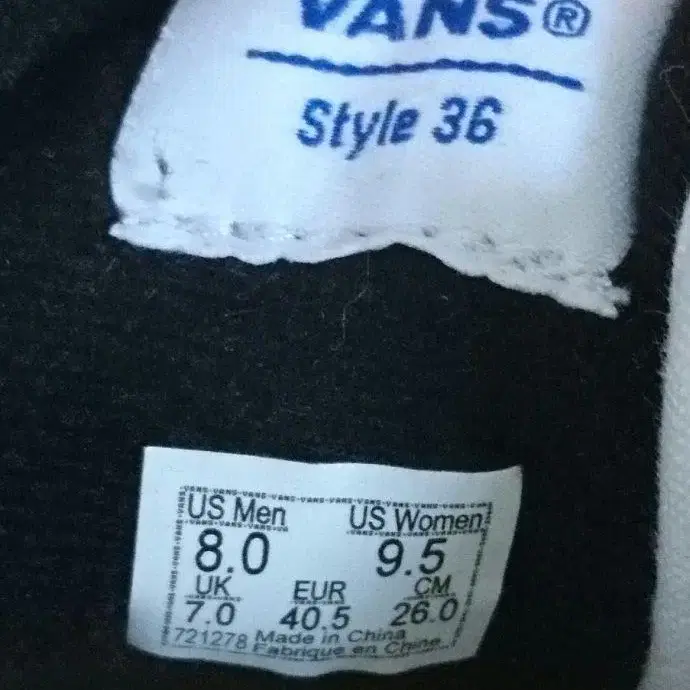 VANS®
Style 36
US Men US Women
8.0 9.5
UK EUR CM
7.0 40.5 26.0
721278 Made in China
Fabrique en Chine